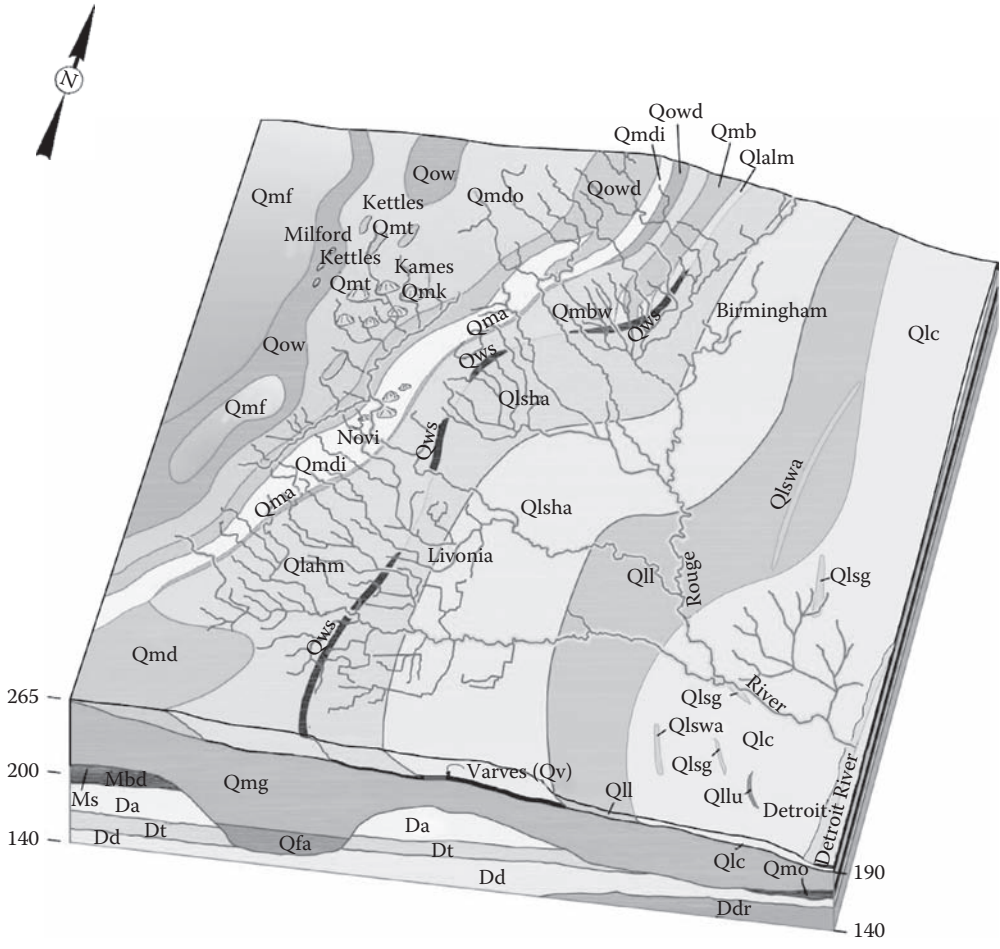 N
Qowd
Qmdi
Qmb
Qlalm
Qow
Qmf
Kettles
Qmt
Qmdo
Qowd
Milford
Kettles
Qmt
Kames
Qmk
Qma
Qmbw
Qws
Birmingham
Qlc
Qow
Qws
Qlsha
Qmf
Qws
Novi
Qmdi
Qma
Qlswa
Qlsha
Qlahm
Livonia
Qll
Rouge
Qlsg
Qws
Qmd
265
Qlsg
River
Qlswa
Qlc
Qlsg
Varves (Qv)
Qll
Qllu
Detroit
Detroit River
200
Mbd
Qmg
Ms
Da
Da
140
Dd
Dt
Qfa
Dt
Dd
Qlc
Qmo
190
Ddr
140